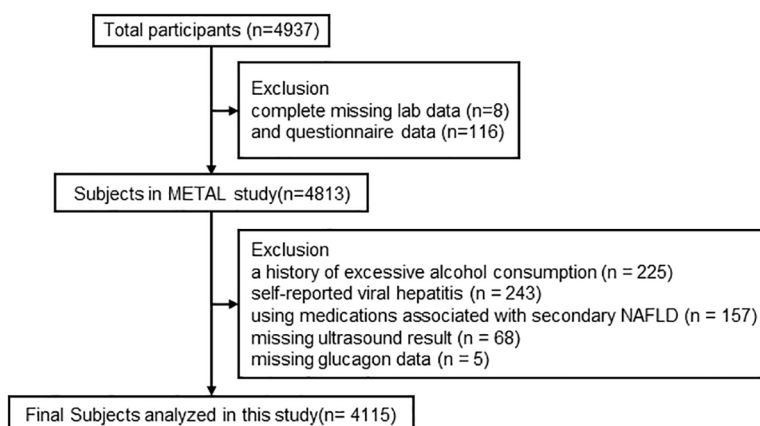 Total participants (n=4937)
Exclusion
complete missing lab data (n=8)
and questionnaire data (n=116)
Subjects in METAL study(n=4813)
Exclusion
a history of excessive alcohol consumption (n = 225)
self-reported viral hepatitis (n = 243)
using medications associated with secondary NAFLD (n = 157)
missing ultrasound result (n = 68)
missing glucagon data (n = 5)
Final Subjects analyzed in this study(n= 4115)